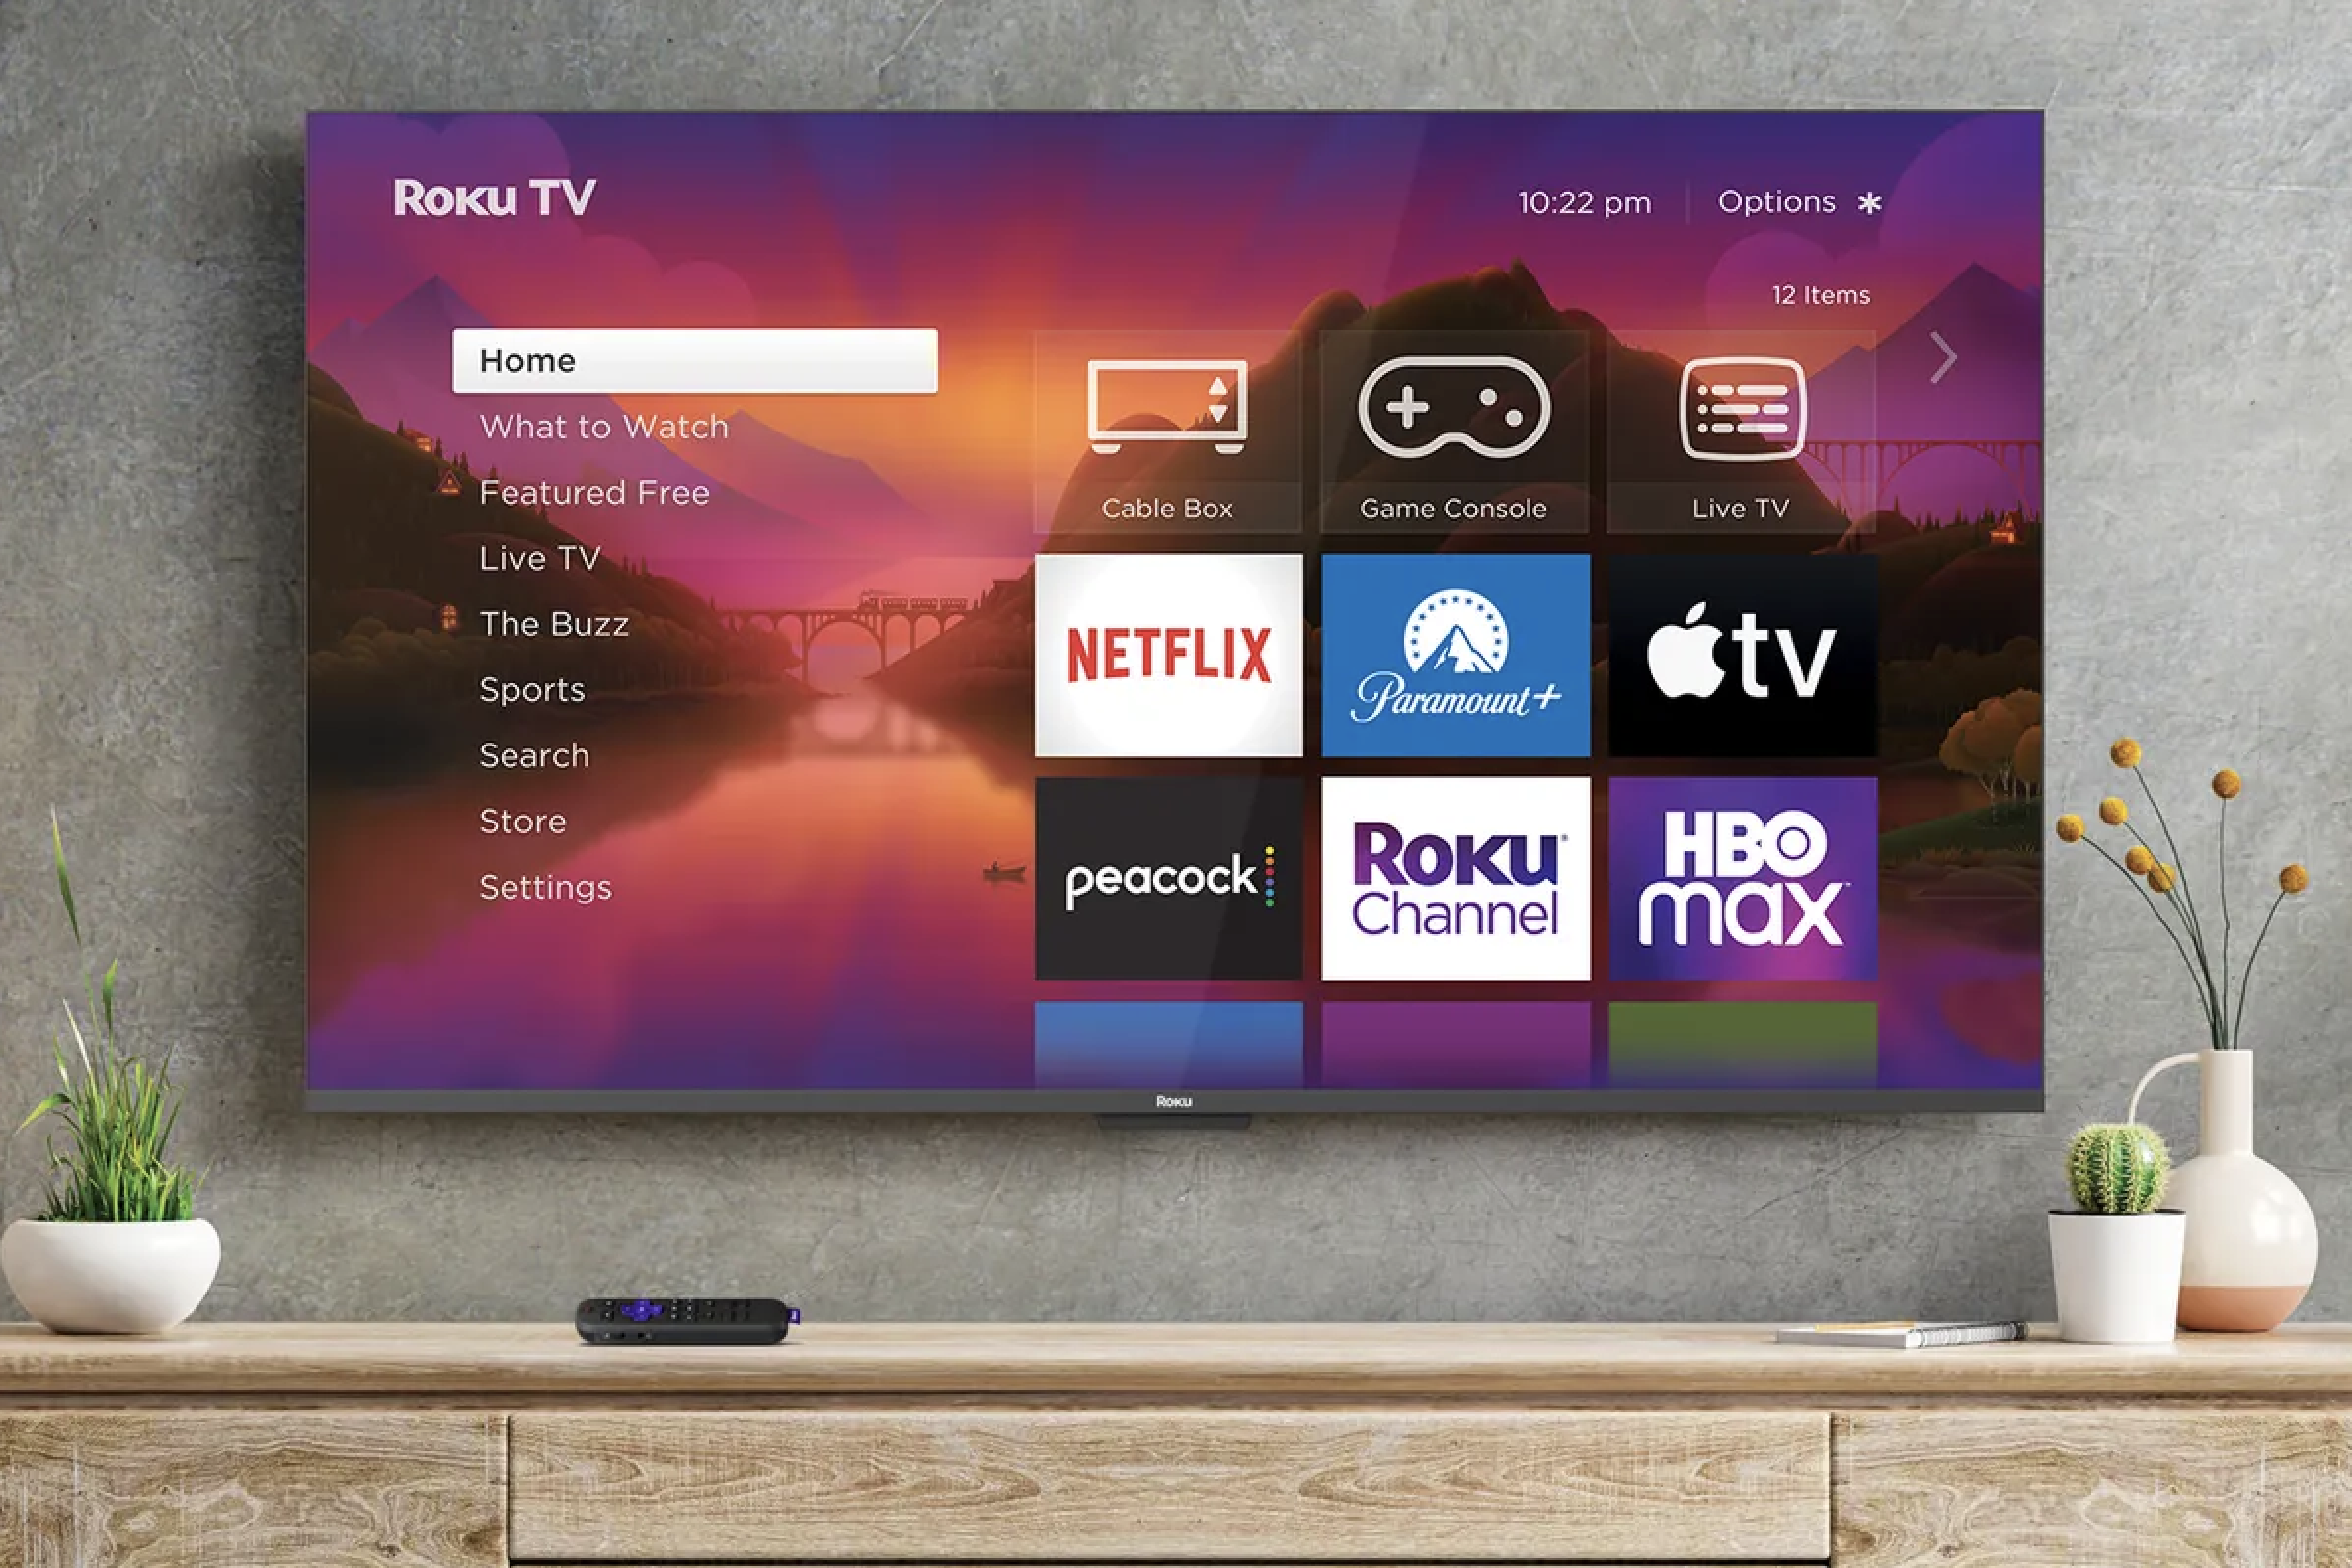 Roku TV
10:22 pm
Options *
12 Items
Home
What to Watch
Featured Free
Live TV
The Buzz
Sports
Search
Store
Settings
Cable Box
Game Console
Live TV
NETFLIX
Paramount+
tv
peacock
Roku
Channel
HBO
max
Roku